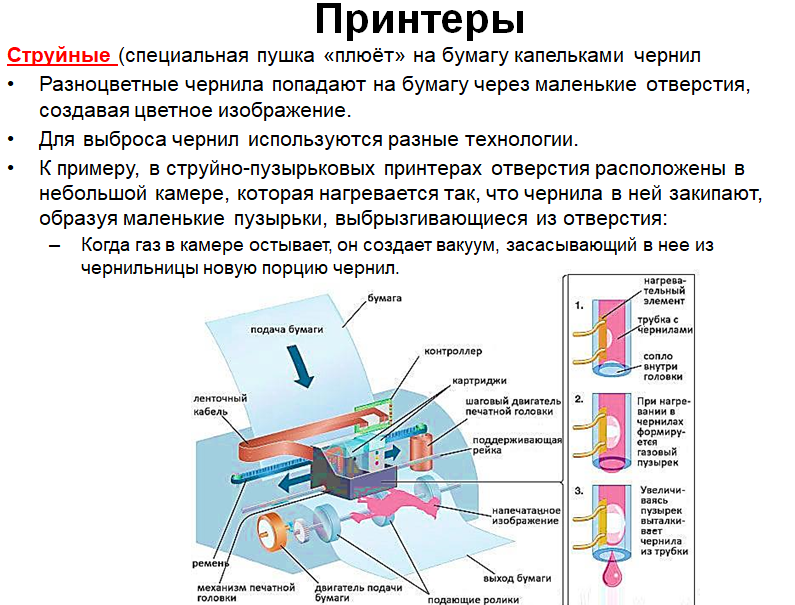 Принтеры
Струйные (специальная пушка «плюёт» на бумагу капельками чернил
• Разноцветные чернила попадают на бумагу через маленькие отверстия,
создавая цветное изображение.
• Для выброса чернил используются разные технологии.
• К примеру, в струйно-пузырьковых принтерах отверстия расположены в
небольшой камере, которая нагревается так, что чернила в ней закипают,
образуя маленькие пузырьки, выбрызгивающиеся из отверстия:
– Когда газ в камере остывает, он создает вакуум, засасывающий в нее из
чернильницы новую порцию чернил.
бумага
подача бумаги
контроллер
картриджи
ленточный
кабель
шаговый двигатель
печатной головки
поддерживающая
рейка
напечатанное
изображение
ремень
механизм печатной
головки
двигатель подачи
бумаги
подающие ролики
выход бумаги
1.
нагрева-
тельный
элемент
трубка с
чернилами
сопло
внутри
головки
2.
При нагре-
вании в
чернилах
формиру-
ется
газовый
пузырек
3.
Увеличи-
ваясь
пузырек
выталки-
вает
чернила
из трубки